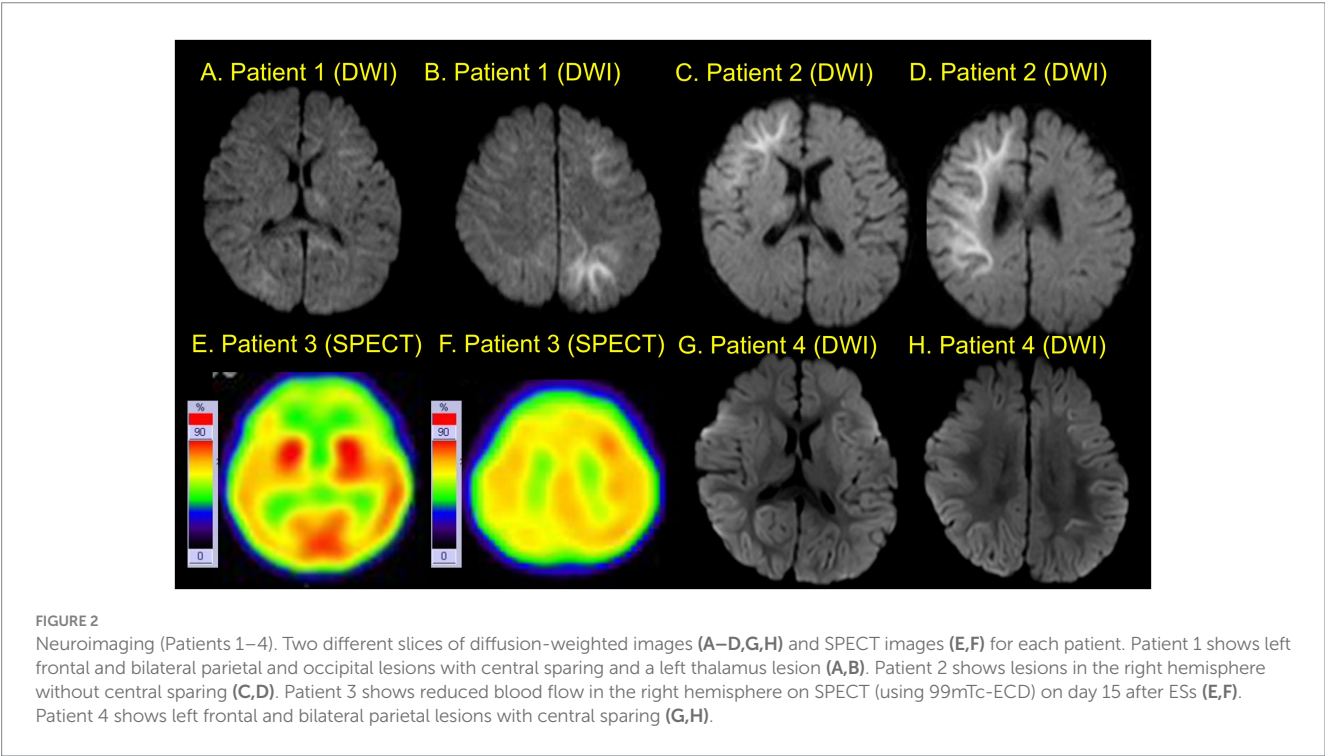 A. Patient 1 (DWI) B. Patient 1 (DWI) C. Patient 2 (DWI) D. Patient 2 (DWI)
E. Patient 3 (SPECT) F. Patient 3 (SPECT) G. Patient 4 (DWI) H. Patient 4 (DWI)
%
90
0
%
90
0
FIGURE 2
Neuroimaging (Patients 1–4). Two different slices of diffusion-weighted images (A–D,G,H) and SPECT images (E,F) for each patient. Patient 1 shows left
frontal and bilateral parietal and occipital lesions with central sparing and a left thalamus lesion (A,B). Patient 2 shows lesions in the right hemisphere
without central sparing (C,D). Patient 3 shows reduced blood flow in the right hemisphere on SPECT (using 99mTc-ECD) on day 15 after ESs (E,F).
Patient 4 shows left frontal and bilateral parietal lesions with central sparing (G,H).